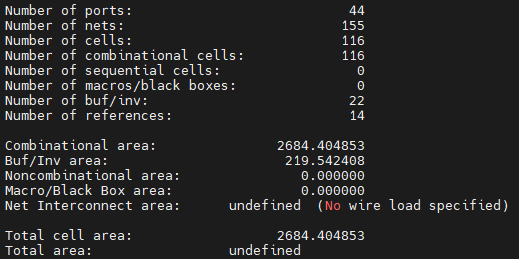 Number of ports: 44
Number of nets: 155
Number of cells: 116
Number of combinational cells: 116
Number of sequential cells: 0
Number of macros/black boxes: 0
Number of buf/inv: 22
Number of references: 14
Combinational area: 2684.404853
Buf/Inv area: 219.542408
Noncombinational area: 0.000000
Macro/Black Box area: 0.000000
Net Interconnect area: undefined (No wire load specified)
Total cell area: 2684.404853
Total area: undefined